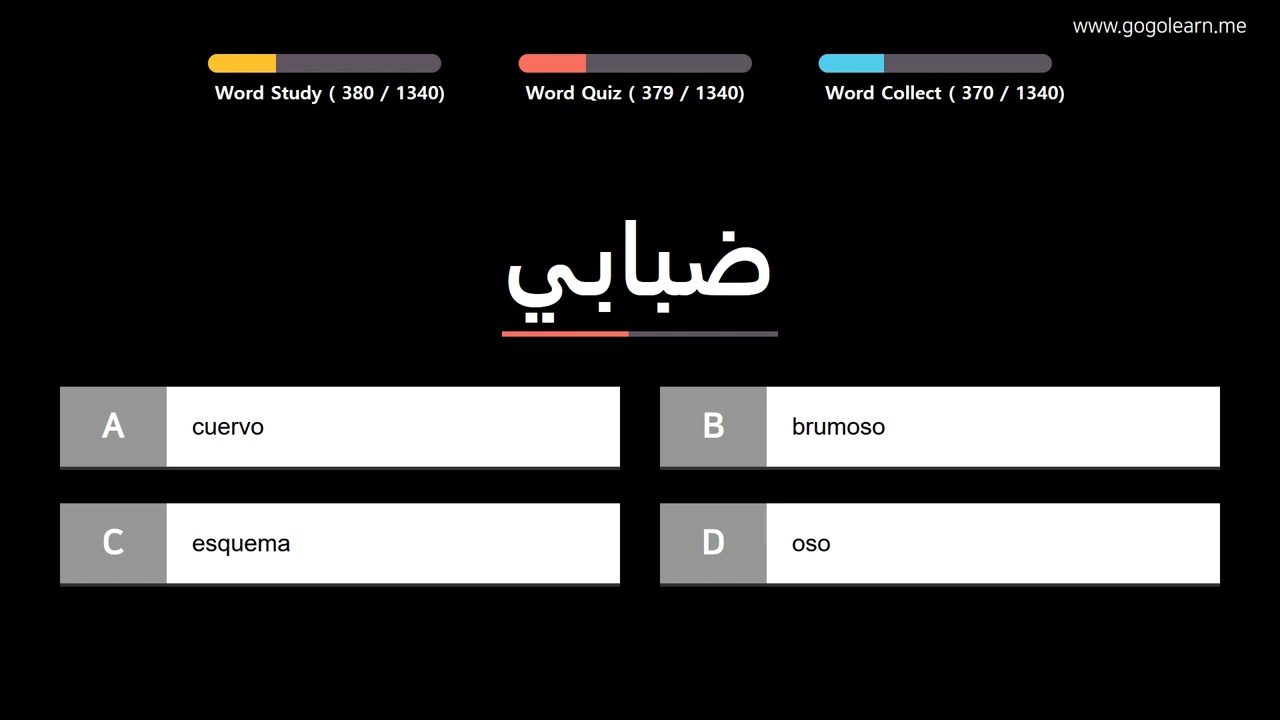 www.gogolearn.me
Word Study ( 380 / 1340)
Word Quiz ( 379 / 1340)
Word Collect ( 370 / 1340)
ضبابي
A cuervo
B brumoso
C esquema
D oso